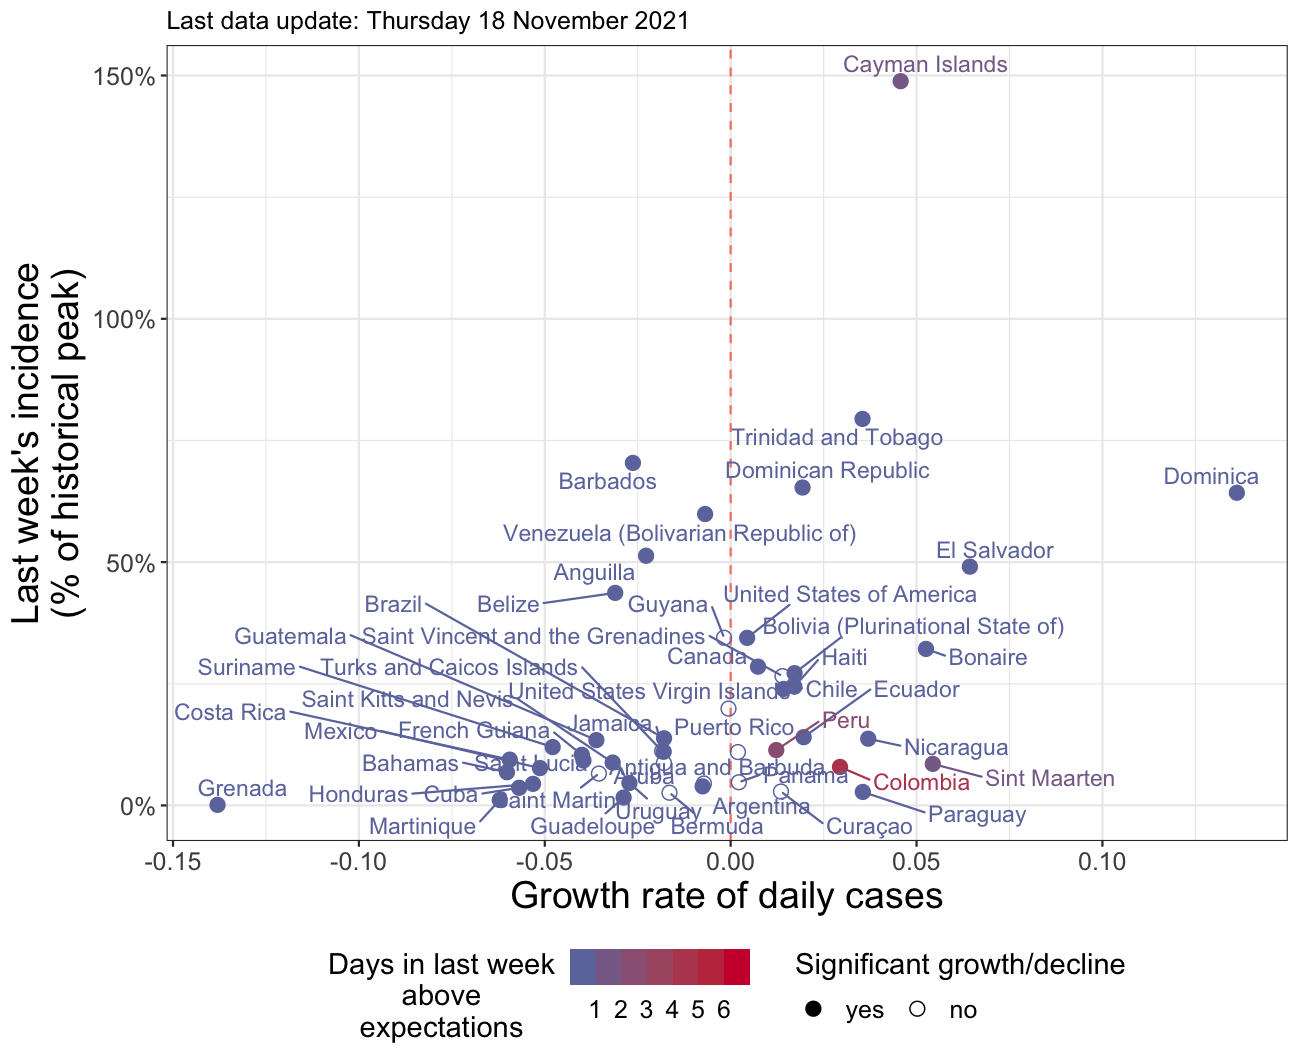 Last data update: Thursday 18 November 2021
Last week's incidence
(% of historical peak)
150%
100%
50%
0%
Cayman Islands
Trinidad and Tobago
Barbados
Dominican Republic
Dominica
Venezuela (Bolivarian Republic of)
El Salvador
Anguilla
Brazil
Belize
Guyana
United States of America
Guatemala
Saint Vincent and the Grenadines
Bolivia (Plurinational State of)
Suriname
Turks and Caicos Islands
Canada
Haiti
Bonaire
Saint Kitts and Nevis
United States Virgin Islands
Chile
Ecuador
Costa Rica
Mexico
French Guiana
Jamaica
Puerto Rico
Peru
Nicaragua
Bahamas
Saint Lucia
Aruba
Antigua and Barbuda
Panama
Colombia
Sint Maarten
Grenada
Honduras
Cuba
Saint Martin
Uruguay
Argentina
Paraguay
Martinique
Guadeloupe
Bermuda
Curaçao
-0.15
-0.10
-0.05
0.00
0.05
0.10
Growth rate of daily cases
Days in last week
above
expectations
1 2 3 4 5 6
Significant growth/decline
yes
no